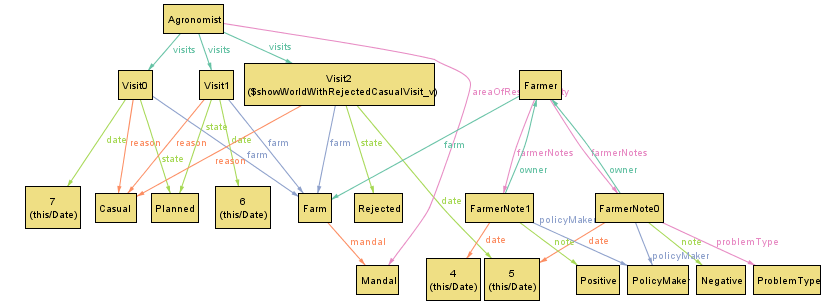 Agronomist
visits
visits
visits
Visit0
Visit1
Visit2
($showWorldWithRejectedCasualVisit_v)
Farmer
date
reason
state
farm
reason
state
date
farm
reason
farm
state
date
farm
farmerNotes
farmerNotes
owner
owner
7
(this/Date)
Casual
Planned
6
(this/Date)
Farm
Rejected
FarmerNote1
FarmerNote0
mandal
date
note
policyMaker
date
policyMaker
note
problemType
Mandal
4
(this/Date)
5
(this/Date)
Positive
PolicyMaker
Negative
ProblemType